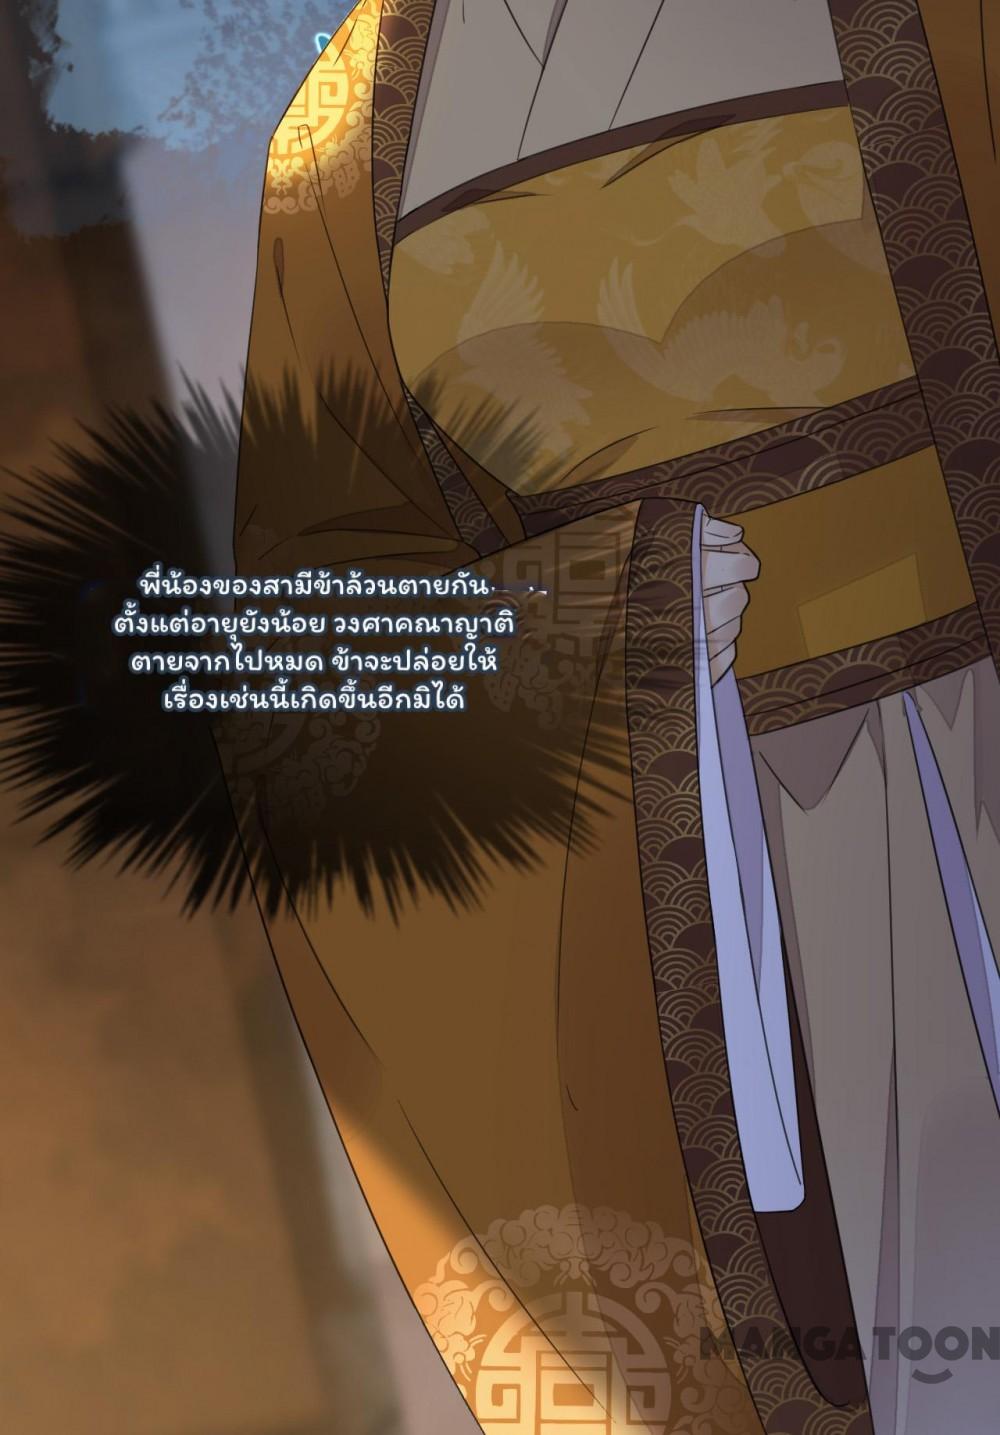 พี่น้องของสามีข้าล้วนตายกัน
ตั้งแต่อายุยังน้อย วงศาคณาญาติ
ตายจากไปหมด ข้าจะปล่อยให้
เรื่องเช่นนี้เกิดขึ้นอีกมิได้
MANGA TOON